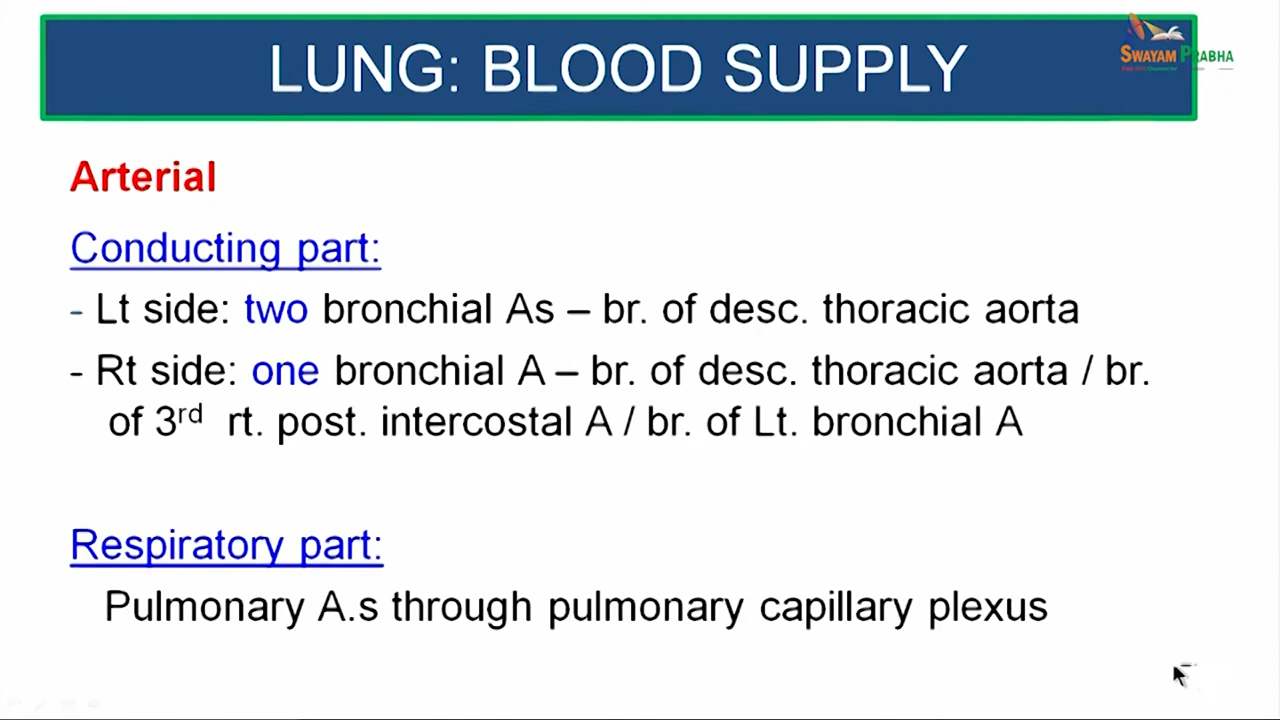 LUNG: BLOOD SUPPLY
SWAYAM PRABHA
Arterial
Conducting part:
- Lt side: two bronchial As – br. of desc. thoracic aorta
- Rt side: one bronchial A – br. of desc. thoracic aorta / br.
of 3rd rt. post. intercostal A / br. of Lt. bronchial A
Respiratory part:
Pulmonary A.s through pulmonary capillary plexus